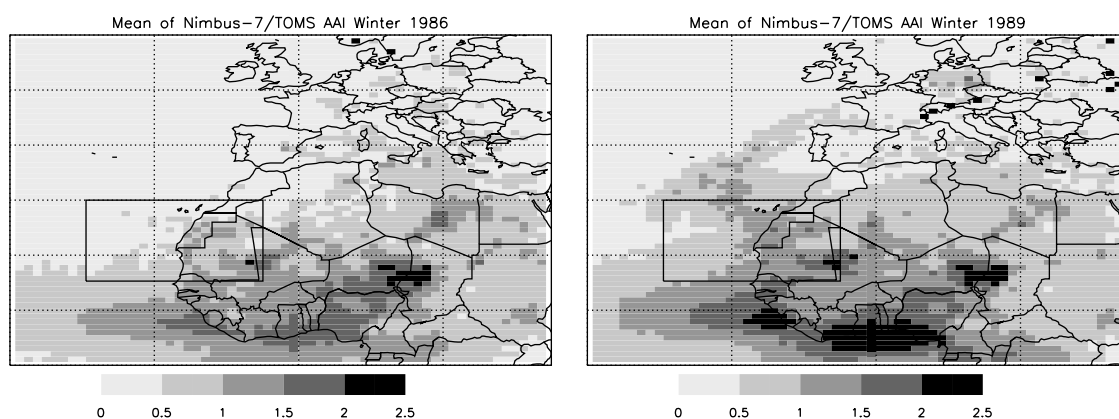 Mean of Nimbus-7/TOMS AAI Winter 1986
Mean of Nimbus-7/TOMS AAI Winter 1989
0 0.5 1 1.5 2 2.5
0 0.5 1 1.5 2 2.5